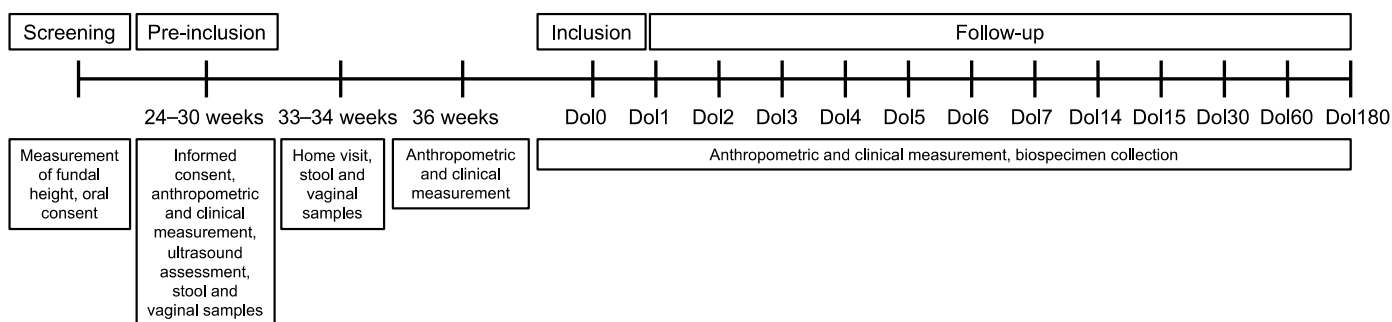 Screening
Pre-inclusion
Inclusion
Follow-up
24–30 weeks
33–34 weeks
36 weeks
DoI0
DoI1
DoI2
DoI3
DoI4
DoI5
DoI6
DoI7
DoI14
DoI15
DoI30
DoI60
DoI180
Measurement
of fundal
height, oral
consent
Informed
consent,
anthropometric
and clinical
measurement,
ultrasound
assessment,
stool and
vaginal samples
Home visit,
stool and
vaginal
samples
Anthropometric
and clinical
measurement
Anthropometric and clinical measurement, biospecimen collection